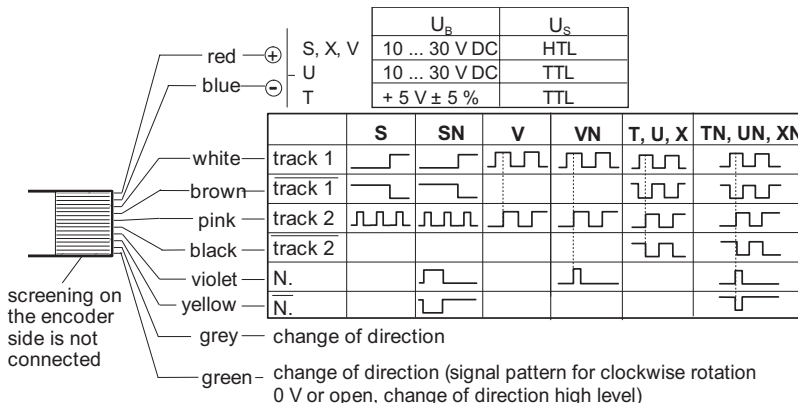 U_B U_S
red + S, X, V 10 ... 30 V DC HTL
U 10 ... 30 V DC TTL
blue - T + 5 V ± 5 % TTL
S SN V VN T, U, X TN, UN, XN
white track 1
brown track 1
pink track 2
black track 2
violet N.
yellow N.
grey change of direction
green change of direction (signal pattern for clockwise rotation
0 V or open, change of direction high level)
screening on
the encoder
side is not
connected